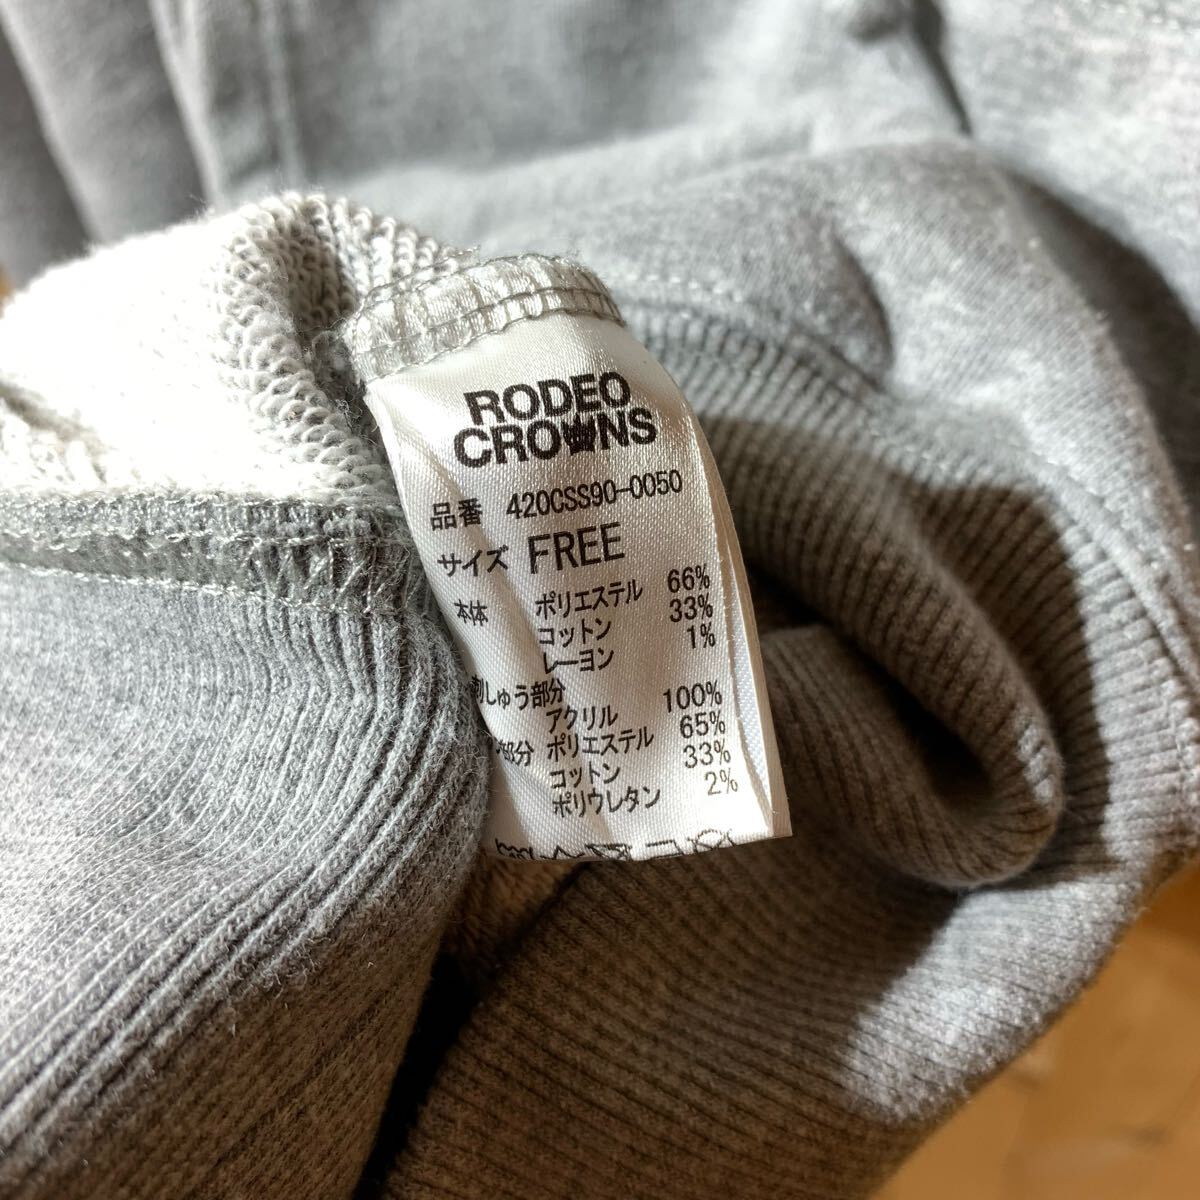 RODEO
CROWNS
品番 420CSS90-0050
サイズ FREE
本体 ポリエステル 66%
コットン 33%
レーヨン 1%
刺しゅう部分
アクリル 100%
部分 ポリエステル 65%
コットン 33%
ポリウレタン 2%